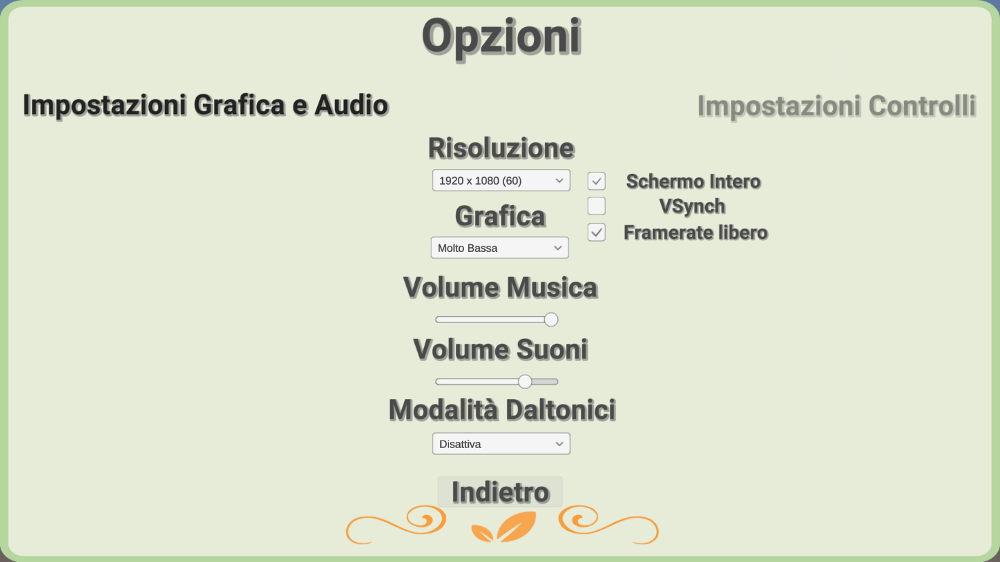 Opzioni
Impostazioni Grafica e Audio
Impostazioni Controlli
Risoluzione
1920 x 1080 (60)
Schermo Intero
VSynch
Grafica
Framerate libero
Molto Bassa
Volume Musica
Volume Suoni
Modalità Daltonici
Disattiva
Indietro